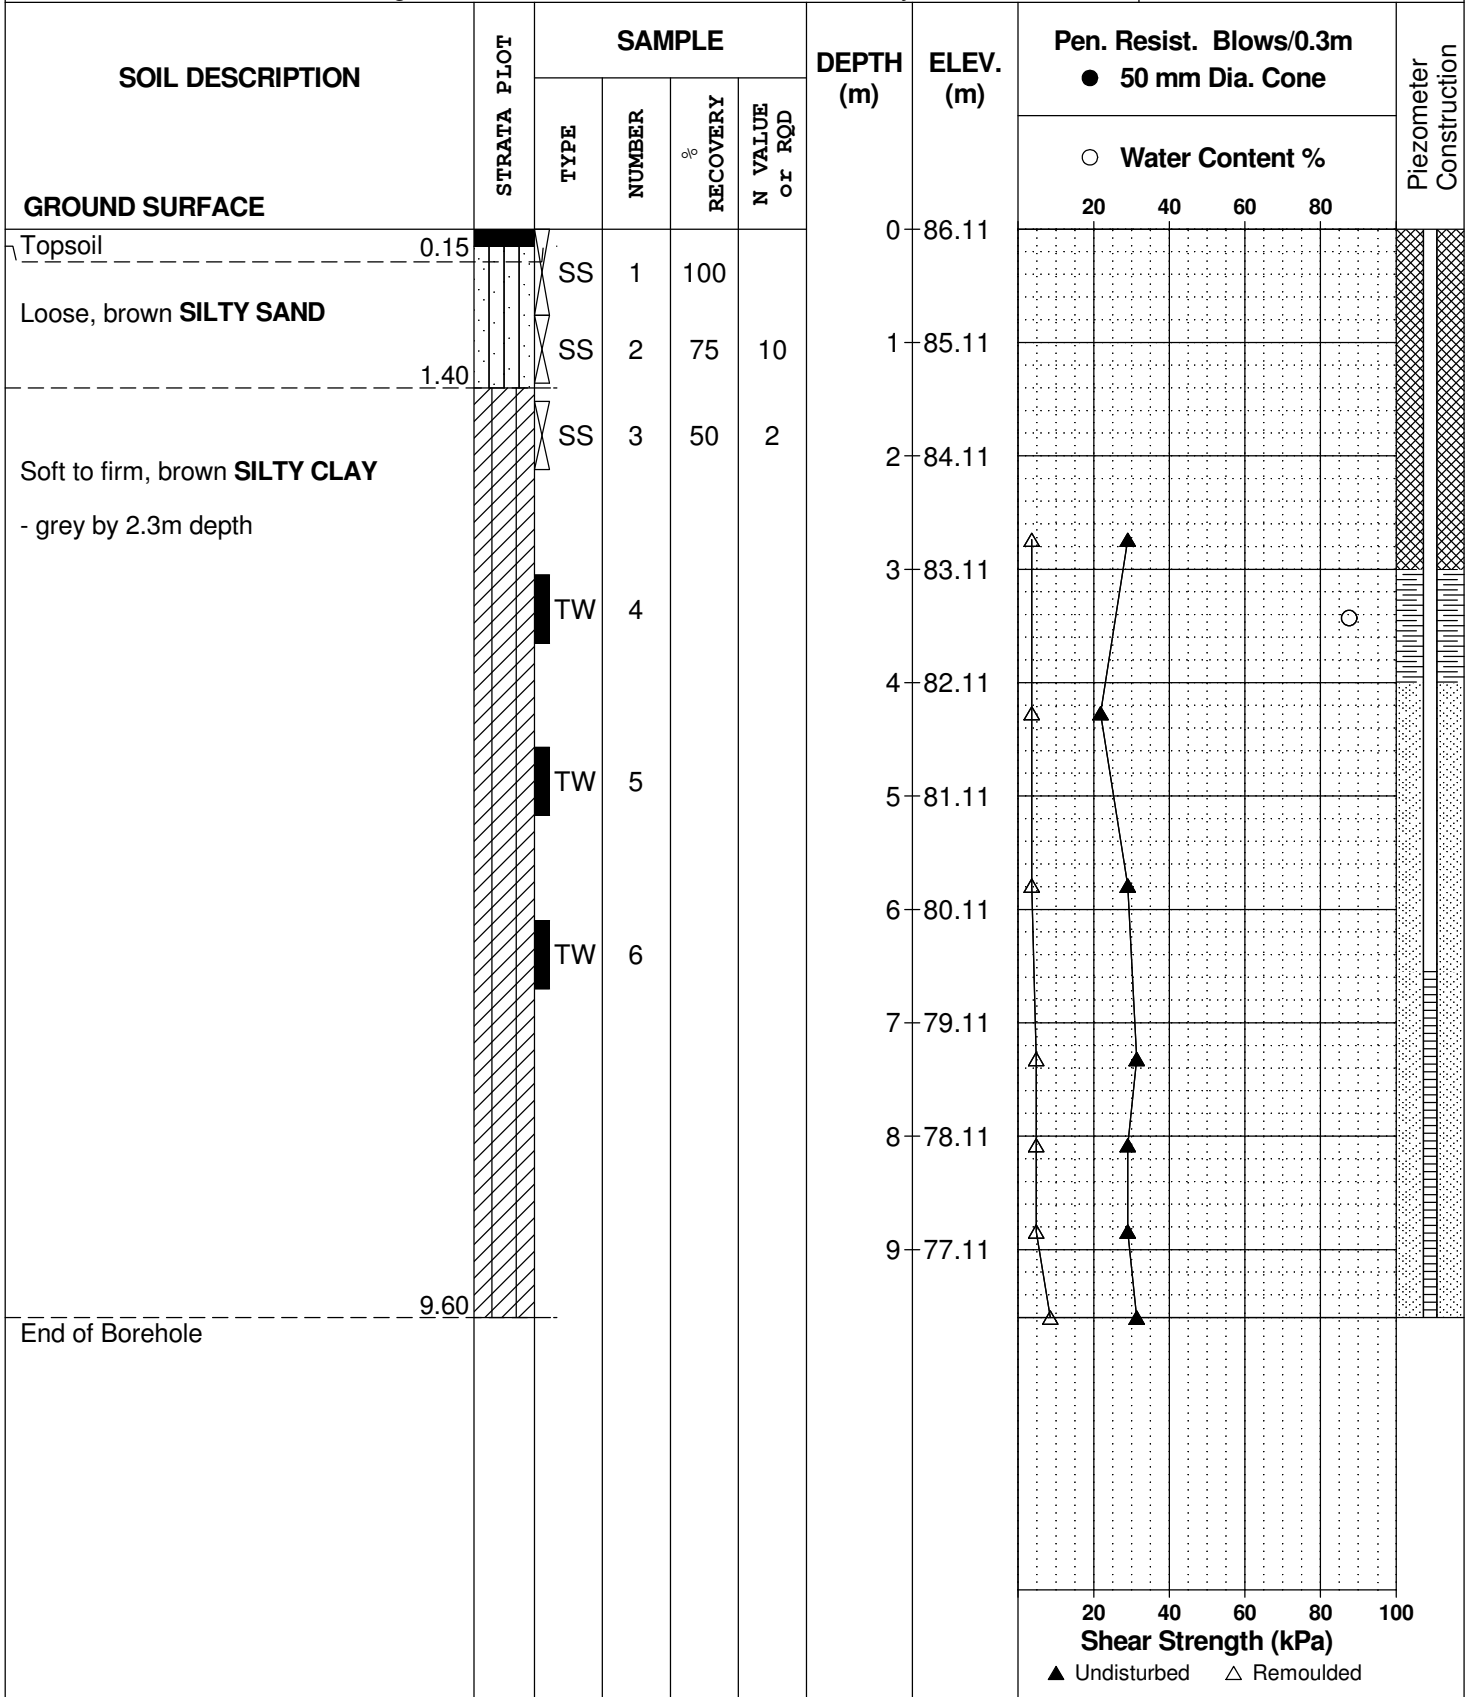 SOIL DESCRIPTION
GROUND SURFACE
STRATA PLOT
SAMPLE
TYPE
NUMBER
% RECOVERY
N VALUE or RQD
DEPTH (m)
ELEV. (m)
Pen. Resist. Blows/0.3m
● 50 mm Dia. Cone
○ Water Content %
20 40 60 80
Piezometer Construction
0 86.11
Topsoil 0.15
SS 1 100
Loose, brown SILTY SAND
SS 2 75 10
1 85.11
1.40
SS 3 50 2
2 84.11
Soft to firm, brown SILTY CLAY
- grey by 2.3m depth
3 83.11
TW 4
4 82.11
TW 5
5 81.11
6 80.11
TW 6
7 79.11
8 78.11
9 77.11
9.60
End of Borehole
20 40 60 80 100
Shear Strength (kPa)
▲ Undisturbed △ Remoulded